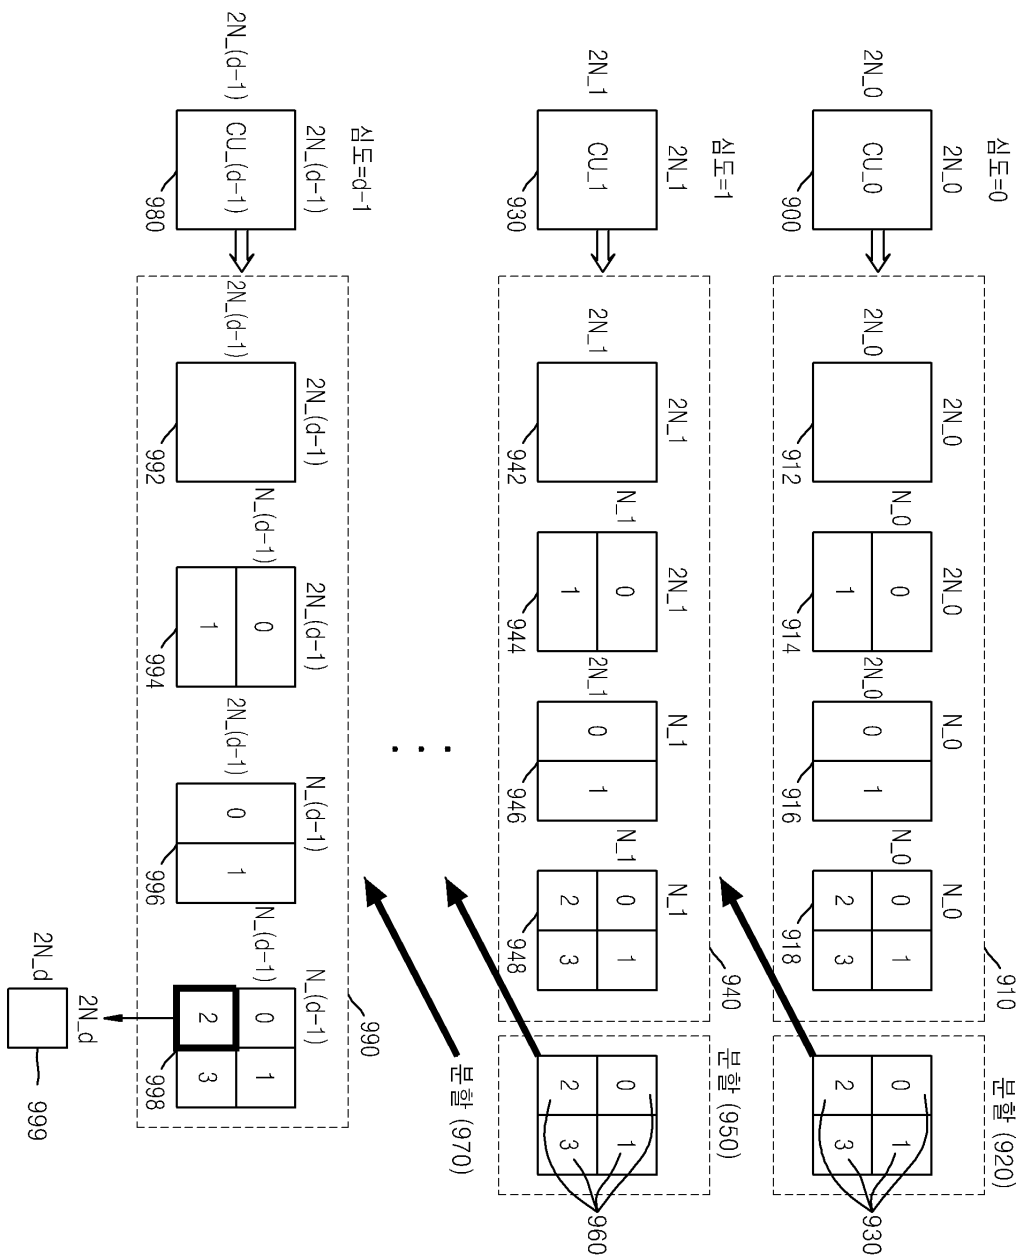 심도=0
2N_0
2N_0
CU_0
900
910
2N_0
2N_0
912
2N_0
N_0
0
1
914
N_0
2N_0
0 1
916
N_0
N_0
0 1
2 3
918
분할 (920)
0 1
2 3
930
심도=1
2N_1
2N_1
CU_1
930
940
2N_1
2N_1
942
2N_1
N_1
0
1
944
N_1
2N_1
0 1
946
N_1
N_1
0 1
2 3
948
분할 (950)
0 1
2 3
960
분할 (970)
심도=d-1
2N_(d-1)
2N_(d-1)
CU_(d-1)
980
990
2N_(d-1)
2N_(d-1)
992
2N_(d-1)
N_(d-1)
0
1
994
N_(d-1)
2N_(d-1)
0 1
996
N_(d-1)
N_(d-1)
0 1
2 3
998
2N_d
2N_d
999